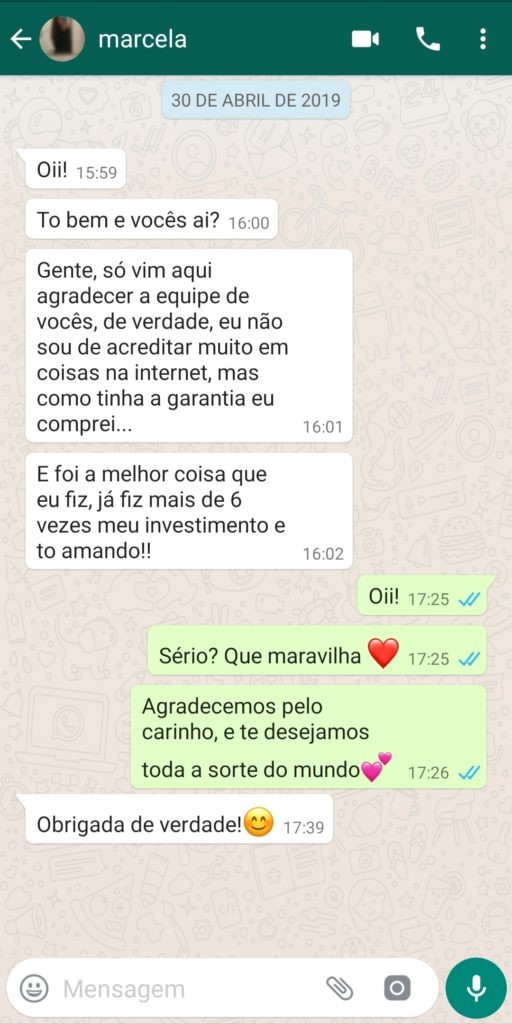 marcela
30 DE ABRIL DE 2019
Oii! 15:59
To bem e vocês ai? 16:00
Gente, só vim aqui
agradecer a equipe de
vocês, de verdade, eu não
sou de acreditar muito em
coisas na internet, mas
como tinha a garantia eu
comprei... 16:01
E foi a melhor coisa que
eu fiz, já fiz mais de 6
vezes meu investimento e
to amando!! 16:02
Oii! 17:25
Sério? Que maravilha ❤️ 17:25
Agradecemos pelo
carinho, e te desejamos
toda a sorte do mundo💕 17:26
Obrigada de verdade!😊 17:39
Mensagem